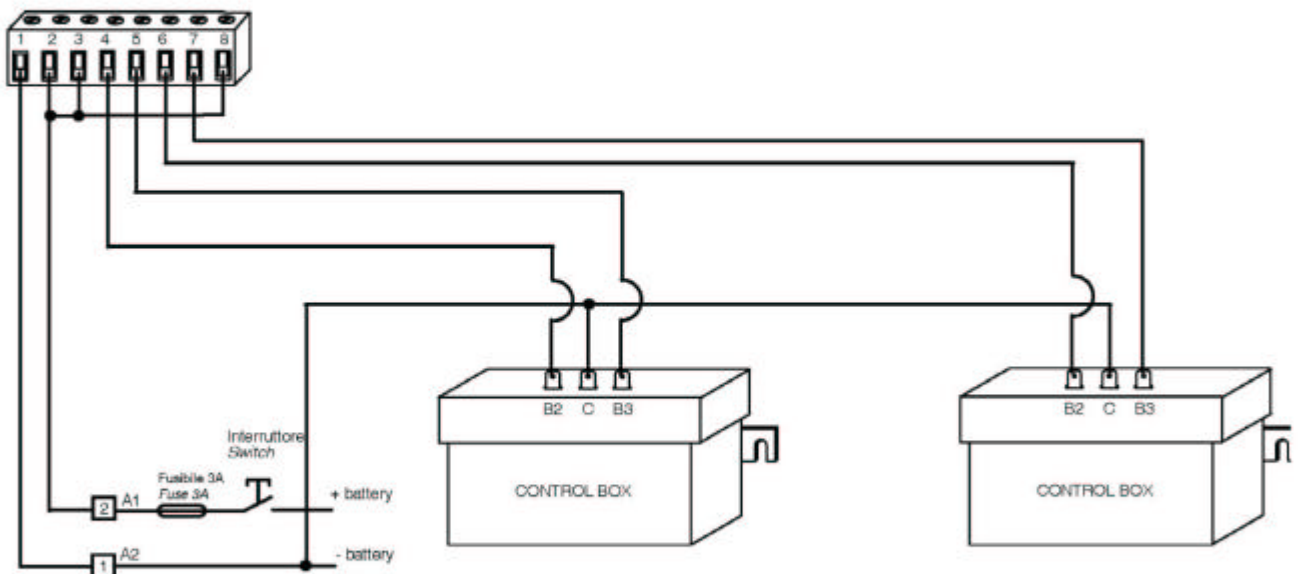 1 2 3 4 5 6 7 8
B2 C B3
B2 C B3
CONTROL BOX
CONTROL BOX
Interruttore
Switch
Fusibile 3A
Fuse 3A
2 A1
+ battery
1 A2
- battery